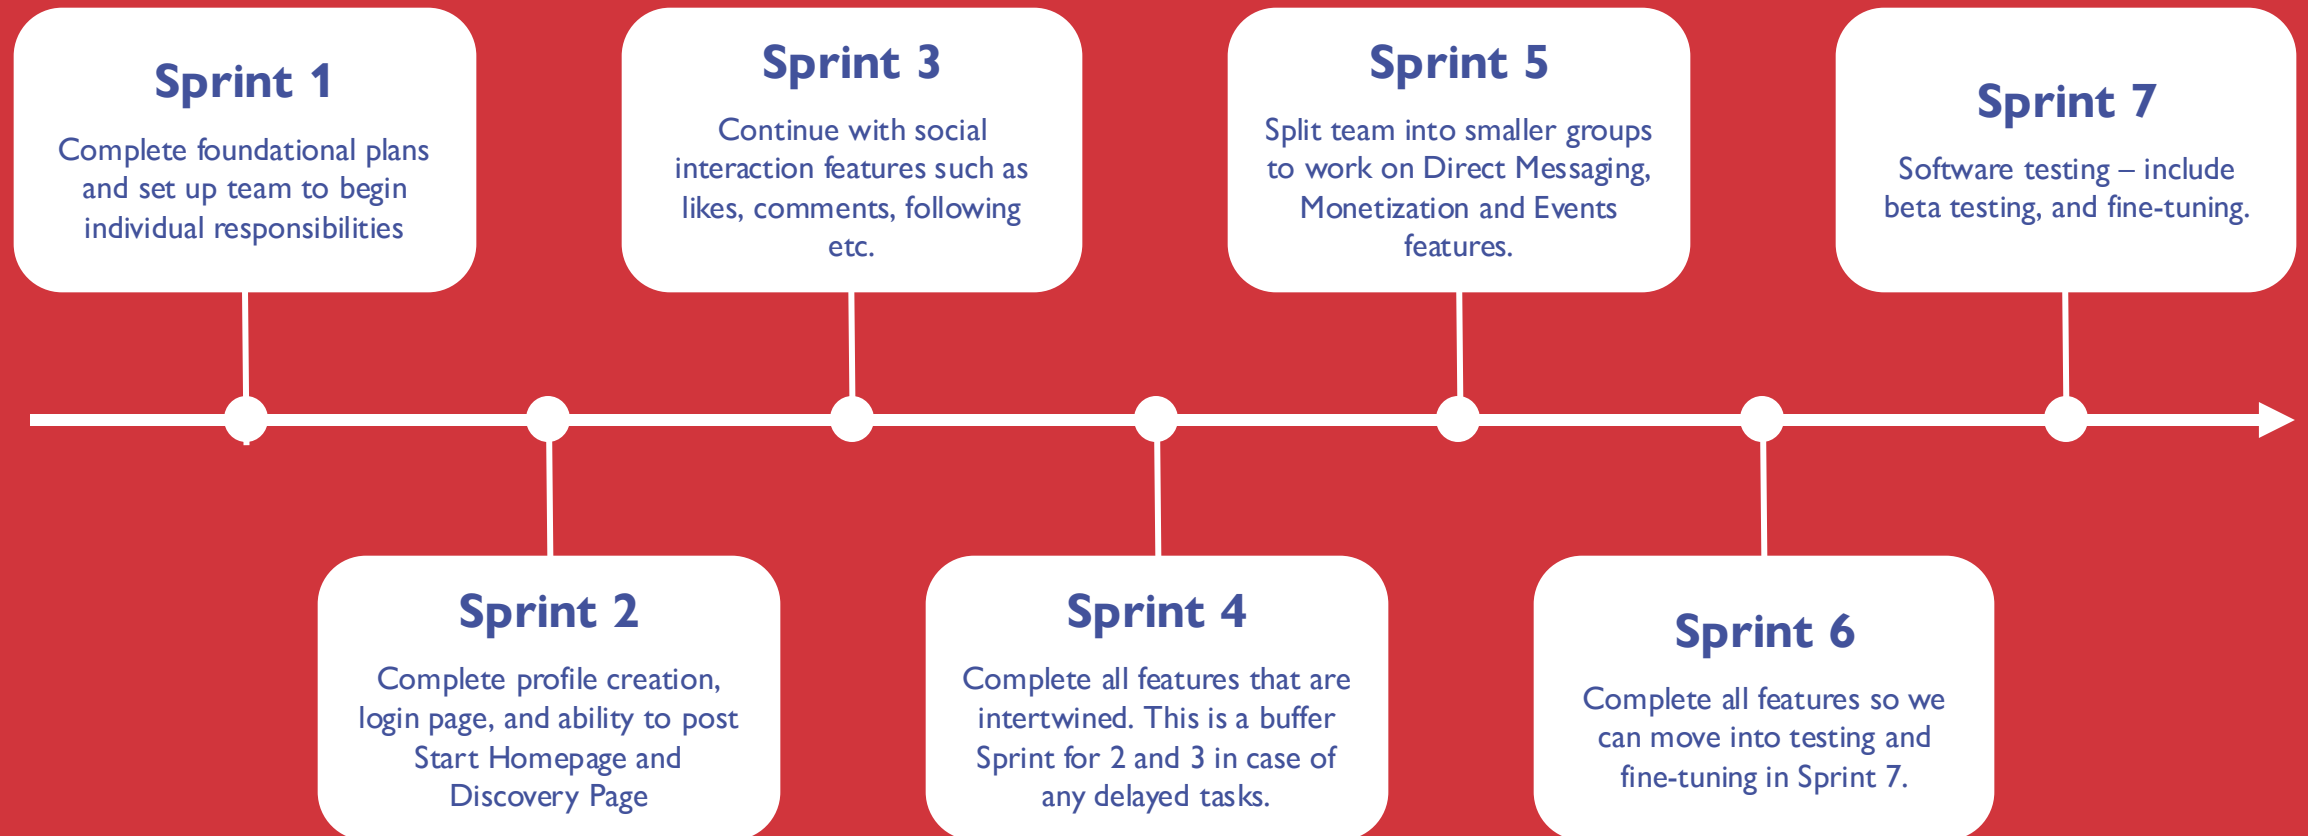 Sprint 1
Complete foundational plans
and set up team to begin
individual responsibilities
Sprint 2
Complete profile creation,
login page, and ability to post
Start Homepage and
Discovery Page
Sprint 3
Continue with social
interaction features such as
likes, comments, following
etc.
Sprint 4
Complete all features that are
intertwined. This is a buffer
Sprint for 2 and 3 in case of
any delayed tasks.
Sprint 5
Split team into smaller groups
to work on Direct Messaging,
Monetization and Events
features.
Sprint 6
Complete all features so we
can move into testing and
fine-tuning in Sprint 7.
Sprint 7
Software testing – include
beta testing, and fine-tuning.